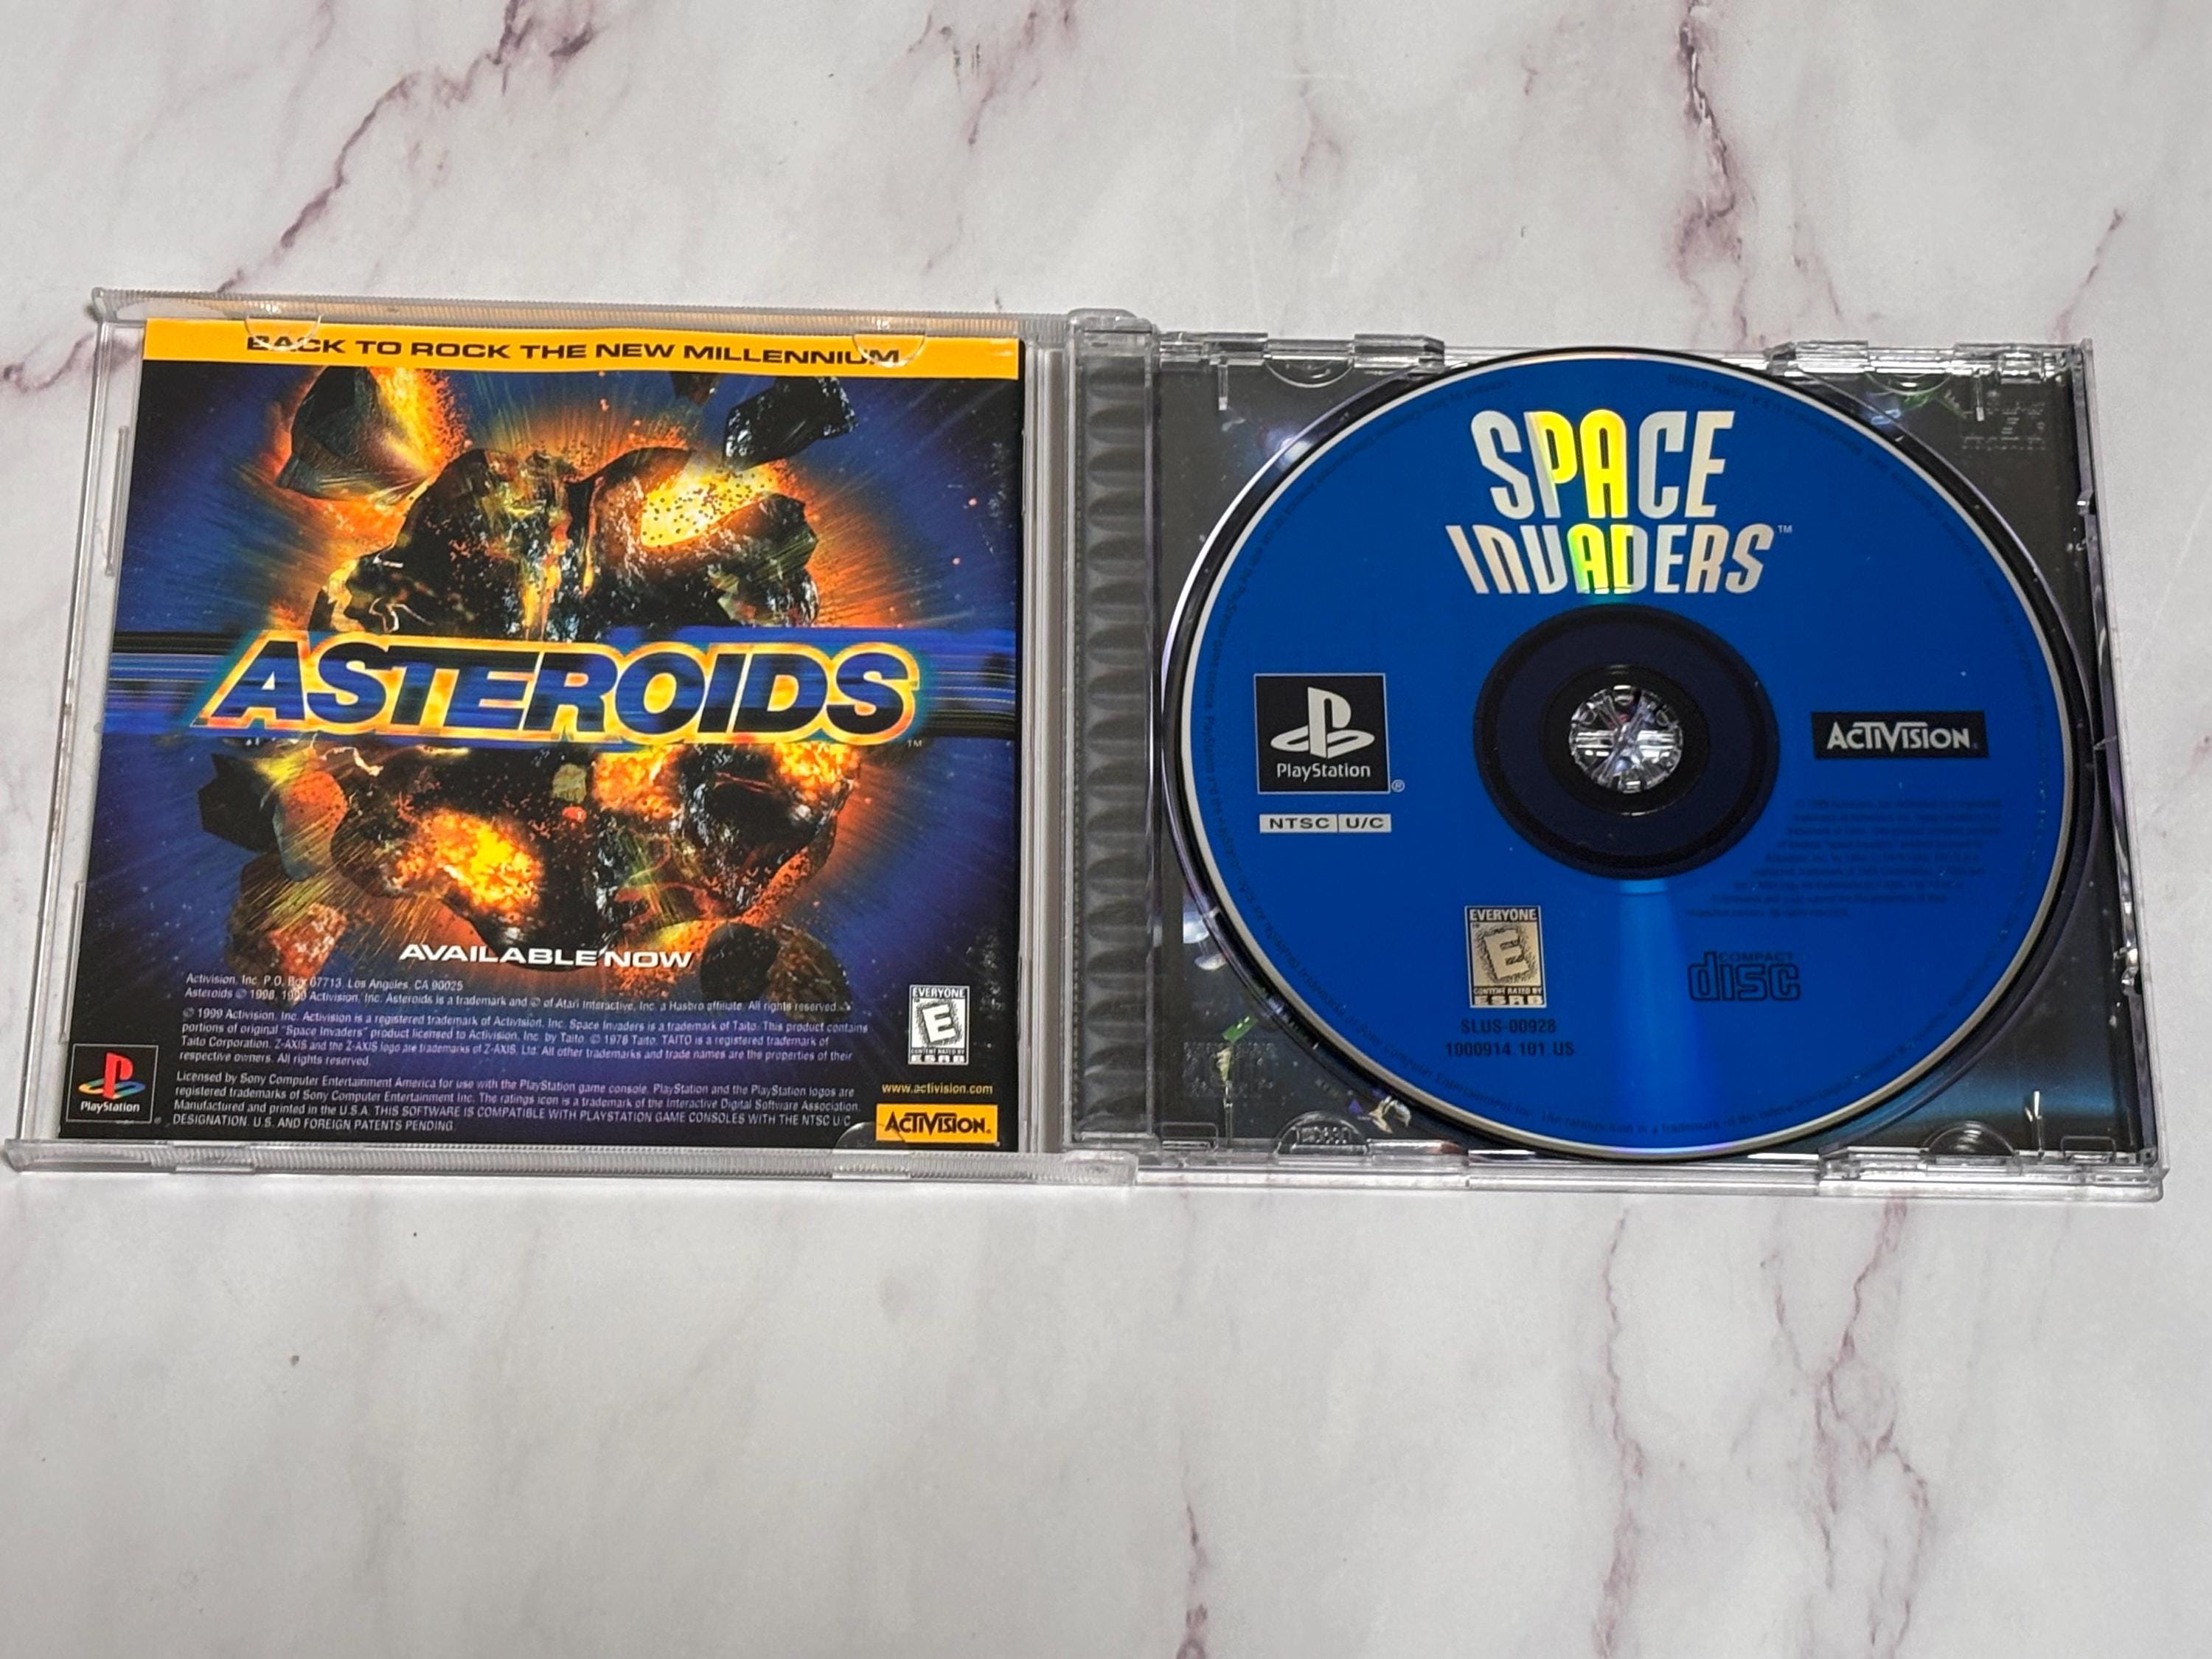 BACK TO ROCK THE NEW MILLENNIUM
ASTEROIDS™
AVAILABLE NOW
Activision, Inc. P.O. Box 67713, Los Angeles, CA 90025
Asteroids © 1998, 1999 Activision, Inc. Asteroids is a trademark and © of Atari Interactive, Inc. a Hasbro affiliate. All rights reserved.
© 1999 Activision, Inc. Activision is a registered trademark of Activision, Inc. Space Invaders is a trademark of Taito. This product contains
portions of original "Space Invaders" product licensed to Activision, Inc. by Taito. © 1978 Taito. TAITO is a registered trademark of
Taito Corporation. Z-AXIS and the Z-AXIS logo are trademarks of Z-AXIS, Ltd. All other trademarks and trade names are the properties of their
respective owners. All rights reserved.
Licensed by Sony Computer Entertainment America for use with the PlayStation game console. PlayStation and the PlayStation logos are
registered trademarks of Sony Computer Entertainment Inc. The ratings icon is a trademark of the Interactive Digital Software Association.
Manufactured and printed in the U.S.A. THIS SOFTWARE IS COMPATIBLE WITH PLAYSTATION GAME CONSOLES WITH THE NTSC U/C
DESIGNATION. U.S. AND FOREIGN PATENTS PENDING.
PlayStation ®
EVERYONE
E
CONTENT RATED BY
ESRB
www.activision.com
ACTIVISION.
SPACE
INVADERS™
PlayStation ®
NTSC U/C
ACTIVISION.
EVERYONE
E
CONTENT RATED BY
ESRB
SLUS-00928
1000914.101.US
COMPACT
disc